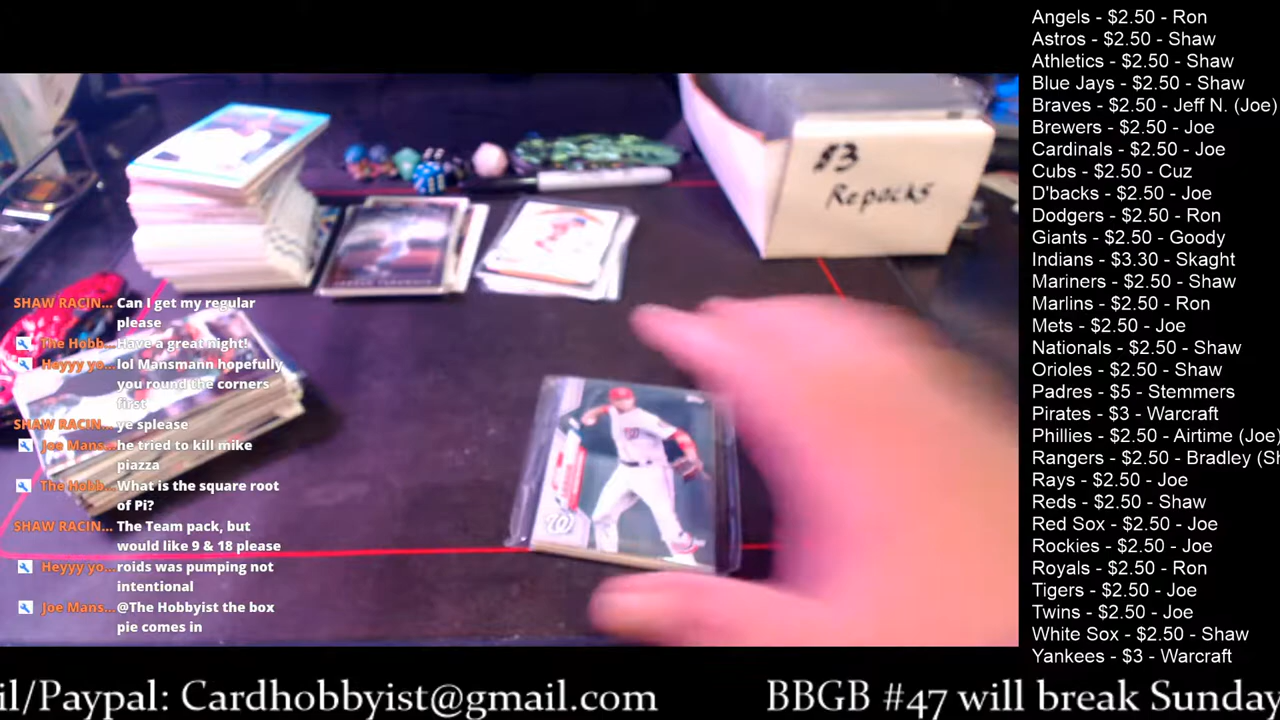 Angels - $2.50 - Ron
Astros - $2.50 - Shaw
Athletics - $2.50 - Shaw
Blue Jays - $2.50 - Shaw
Braves - $2.50 - Jeff N. (Joe)
Brewers - $2.50 - Joe
Cardinals - $2.50 - Joe
Cubs - $2.50 - Cuz
D'backs - $2.50 - Joe
Dodgers - $2.50 - Ron
Giants - $2.50 - Goody
Indians - $3.30 - Skaght
Mariners - $2.50 - Shaw
Marlins - $2.50 - Ron
Mets - $2.50 - Joe
Nationals - $2.50 - Shaw
Orioles - $2.50 - Shaw
Padres - $5 - Stemmers
Pirates - $3 - Warcraft
Phillies - $2.50 - Airtime (Joe)
Rangers - $2.50 - Bradley (Sh
Rays - $2.50 - Joe
Reds - $2.50 - Shaw
Red Sox - $2.50 - Joe
Rockies - $2.50 - Joe
Royals - $2.50 - Ron
Tigers - $2.50 - Joe
Twins - $2.50 - Joe
White Sox - $2.50 - Shaw
Yankees - $3 - Warcraft
$3
Repacks
SHAW RACIN... Can I get my regular
please
The Hobb... Have a great night!
Heyyy yo... lol Mansmann hopefully
you round the corners
first
SHAW RACIN... ye splease
Joe Mans... he tried to kill mike
piazza
The Hobb... What is the square root
of Pi?
SHAW RACIN... The Team pack, but
would like 9 & 18 please
Heyyy yo... roids was pumping not
intentional
Joe Mans... @The Hobbyist the box
pie comes in
W
il/Paypal: Cardhobbyist@gmail.com
BBGB #47 will break Sunday